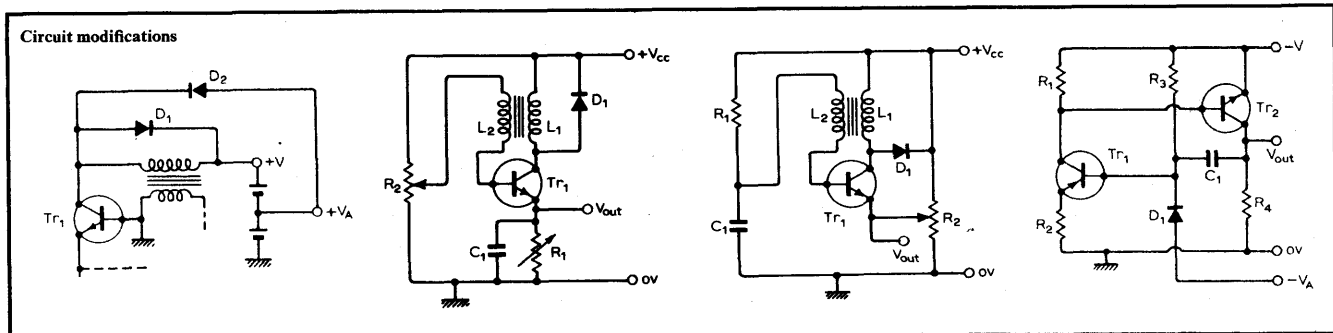 Circuit modifications
D2
D1
+V
Tr1
+VA
+Vcc
L2
L1
D1
R2
Tr1
Vout
C1
R1
0V
+Vcc
R1
L2
L1
D1
C1
Tr1
R2
Vout
0V
-V
R1
R3
Tr2
Tr1
C1
Vout
R2
D1
R4
0V
-VA